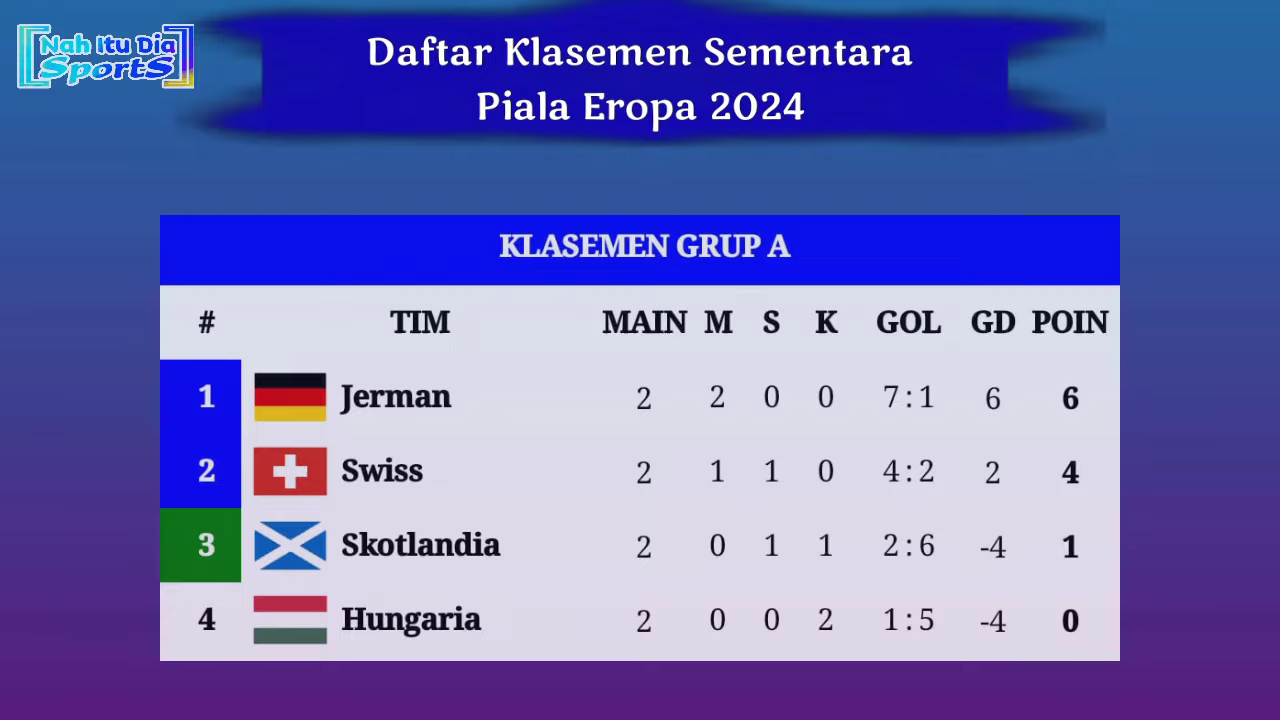 Nah Itu Dia
Sports
Daftar Klasemen Sementara
Piala Eropa 2024
KLASEMEN GRUP A
# TIM MAIN M S K GOL GD POIN
1 Jerman 2 2 0 0 7:1 6 6
2 Swiss 2 1 1 0 4:2 2 4
3 Skotlandia 2 0 1 1 2:6 -4 1
4 Hungaria 2 0 0 2 1:5 -4 0